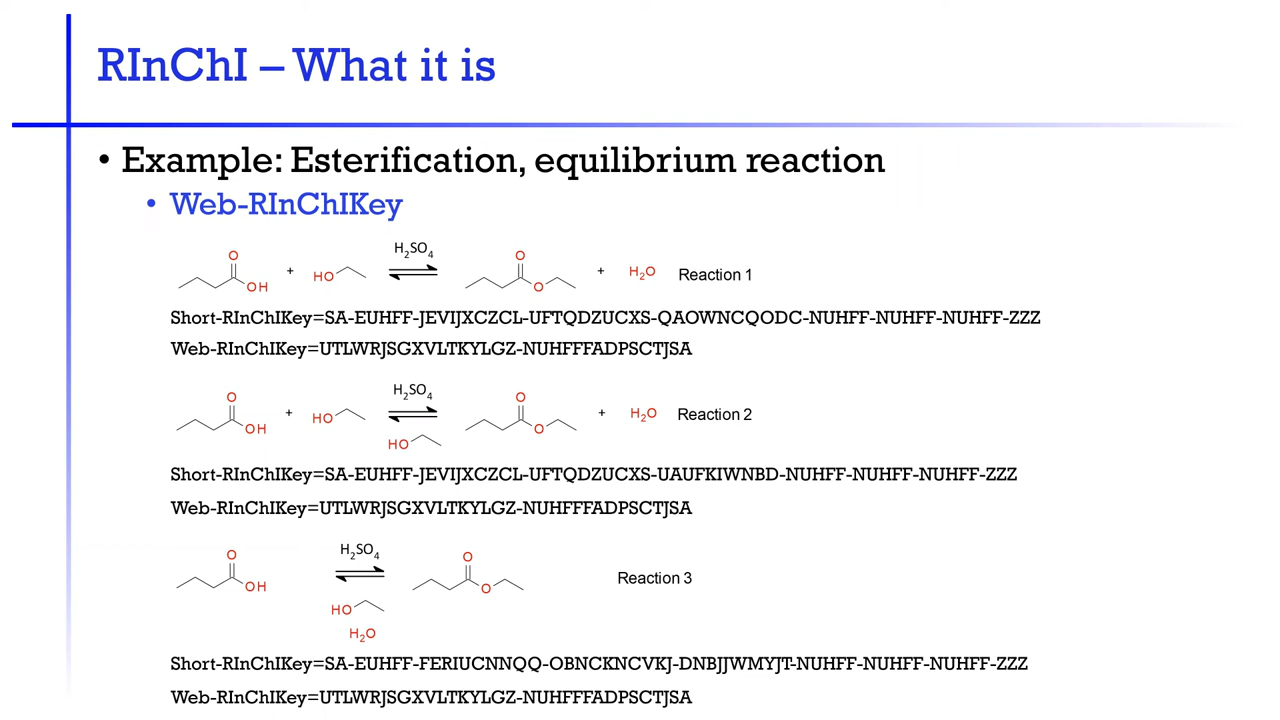 RInChI – What it is
• Example: Esterification, equilibrium reaction
• Web-RInChIKey
O OH + HO H₂SO₄ O O + H₂O Reaction 1
Short-RInChIKey=SA-EUHFF-JEVIJXCZCL-UFTQDZUCXS-QAOWNCQODC-NUHFF-NUHFF-NUHFF-ZZZ
Web-RInChIKey=UTLWRJSGXVLTKYLGZ-NUHFFFADPSCTJSA
O OH + HO H₂SO₄ HO O O + H₂O Reaction 2
Short-RInChIKey=SA-EUHFF-JEVIJXCZCL-UFTQDZUCXS-UAUFKIWNBD-NUHFF-NUHFF-NUHFF-ZZZ
Web-RInChIKey=UTLWRJSGXVLTKYLGZ-NUHFFFADPSCTJSA
O OH H₂SO₄ HO H₂O O O Reaction 3
Short-RInChIKey=SA-EUHFF-FERIUCNNQQ-OBNCKNCVKJ-DNBJJWMYJT-NUHFF-NUHFF-NUHFF-ZZZ
Web-RInChIKey=UTLWRJSGXVLTKYLGZ-NUHFFFADPSCTJSA